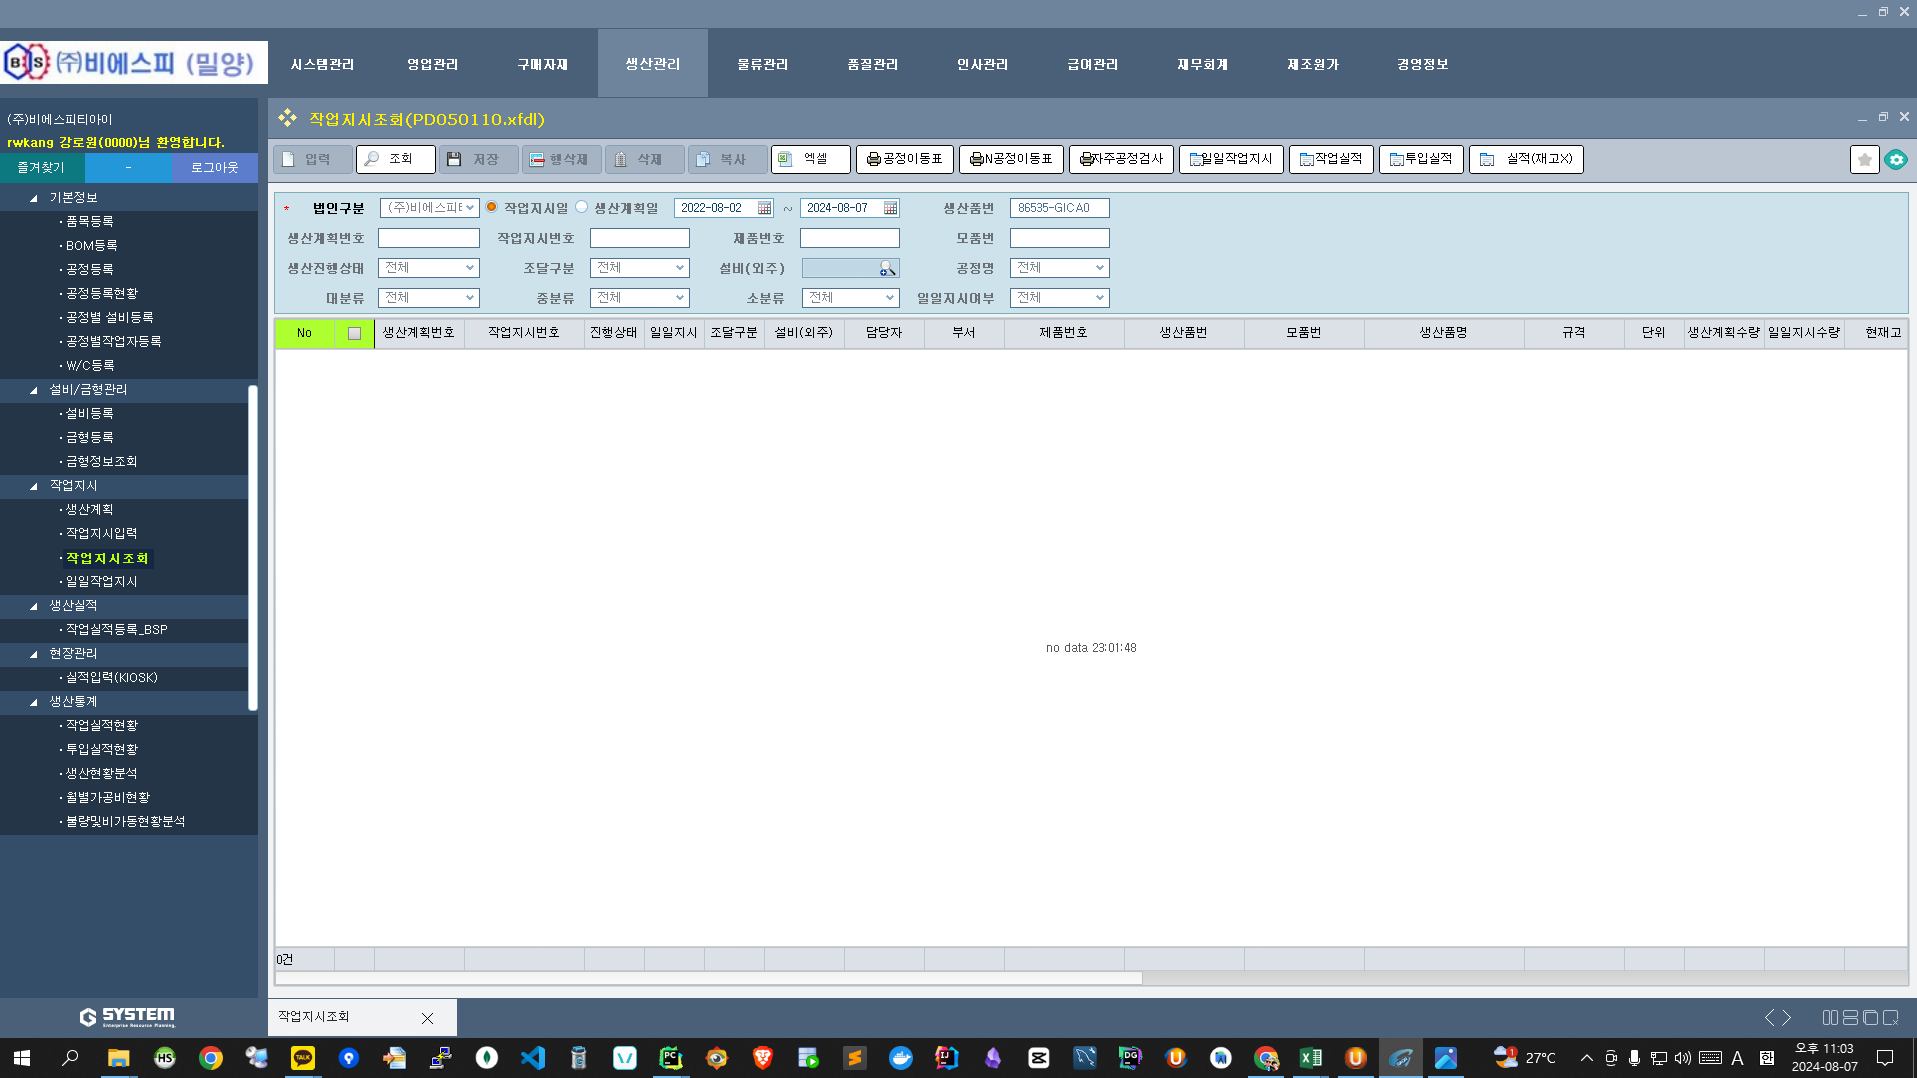 BIS (주)비에스피 (밀양)
시스템관리 영업관리 구매자재 생산관리 물류관리 품질관리 인사관리 급여관리 재무회계 제조원가 경영정보
(주)비에스피티아이
rwkang 강로원(0000)님 환영합니다.
즐겨찾기 - 로그아웃
기본정보
· 품목등록
· BOM등록
· 공정등록
· 공정등록현황
· 공정별 설비등록
· 공정별작업자등록
· W/C등록
설비/금형관리
· 설비등록
· 금형등록
· 금형정보조회
작업지시
· 생산계획
· 작업지시입력
· 작업지시조회
· 일일작업지시
생산실적
· 작업실적등록_BSP
현장관리
· 실적입력(KIOSK)
생산통계
· 작업실적현황
· 투입실적현황
· 생산현황분석
· 월별가공비현황
· 불량및비가동현황분석
G SYSTEM
Enterprise Resource Planning.
작업지시조회(PD050110.xfdl)
입력 조회 저장 행삭제 삭제 복사 엑셀 공정이동표 N공정이동표 자주공정검사 일일작업지시 작업실적 투입실적 실적(재고X)
* 법인구분 (주)비에스피티 작업지시일 생산계획일 2022-08-02 ~ 2024-08-07 생산품번 86535-GICA0
생산계획번호 작업지시번호 제품번호 모품번
생산진행상태 전체 조달구분 전체 설비(외주) 공정명 전체
대분류 전체 중분류 전체 소분류 전체 일일지시여부 전체
No 생산계획번호 작업지시번호 진행상태 일일지시 조달구분 설비(외주) 담당자 부서 제품번호 생산품번 모품번 생산품명 규격 단위 생산계획수량 일일지시수량 현재고
no data 23:01:48
0건
작업지시조회
27°C A 한 오후 11:03
2024-08-07